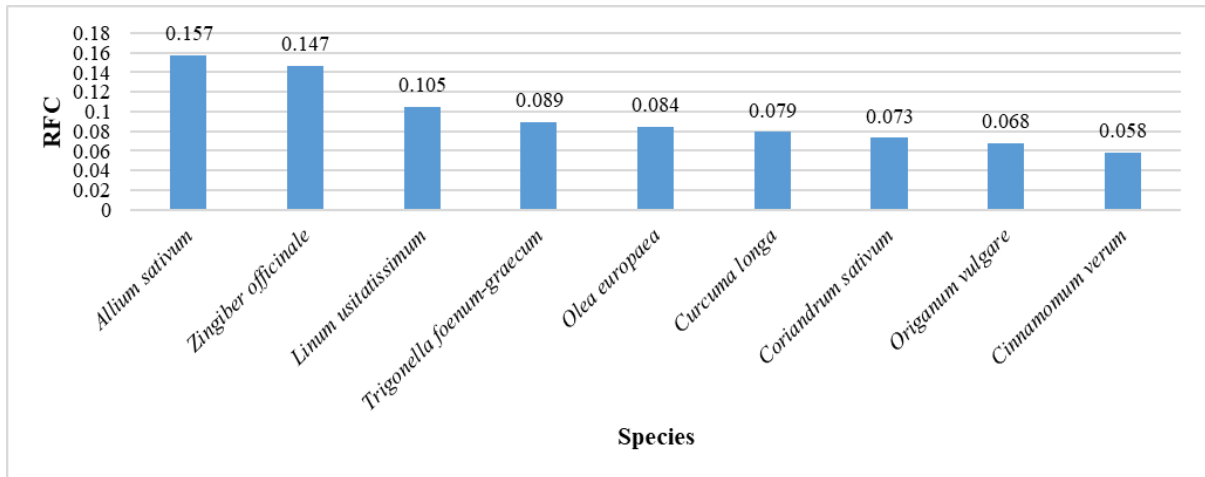 0.18
0.16
0.14
0.12
0.1
0.08
0.06
0.04
0.02
0
RFC
0.157
0.147
0.105
0.089
0.084
0.079
0.073
0.068
0.058
Allium sativum
Zingiber officinale
Linum usitatissimum
Trigonella foenum-graecum
Olea europaea
Curcuma longa
Coriandrum sativum
Origanum vulgare
Cinnamomum verum
Species